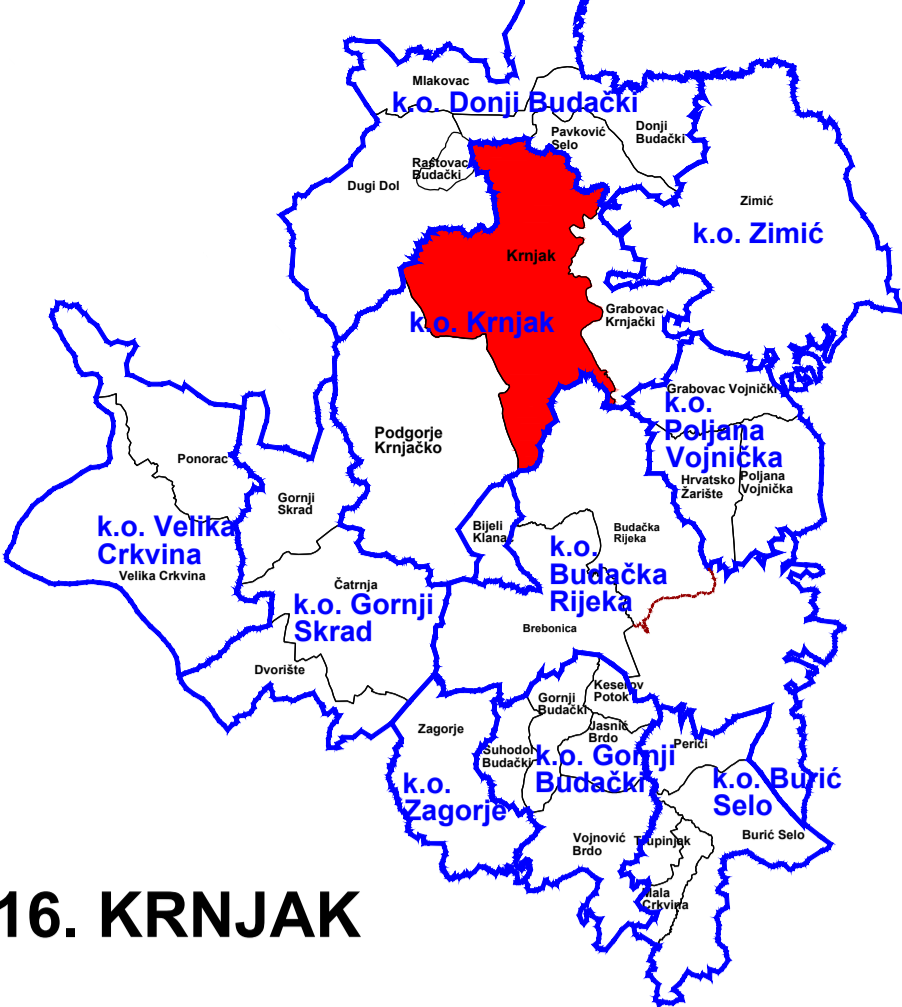 Mlakovac
k.o. Donji Budački
Pavković
Selo
Donji
Budački
Raštovac
Budački
Dugi Dol
Zimić
k.o. Zimić
Krnjak
k.o. Krnjak
Grabovac
Krnjački
Grabovac Vojnički
k.o.
Poljana
Vojnička
Hrvatsko
Žarište
Poljana
Vojnička
Podgorje
Krnjačko
Ponorac
Gornji
Skrad
k.o. Velika
Crkvina
Velika Crkvina
Bijeli
Klanac
Budačka
Rijeka
k.o.
Budačka
Rijeka
Čatrnja
k.o. Gornji
Skrad
Brebonica
Dvorište
Keserov
Potok
Gornji
Budački
Jasnić
Brdo
Zagorje
Suhodol
Budački
k.o. Gornji
Budački
Perići
k.o.
Zagorje
k.o. Burić
Selo
Burić Selo
Vojnović
Brdo
Trupinjak
Mala
Crkvina
16. KRNJAK